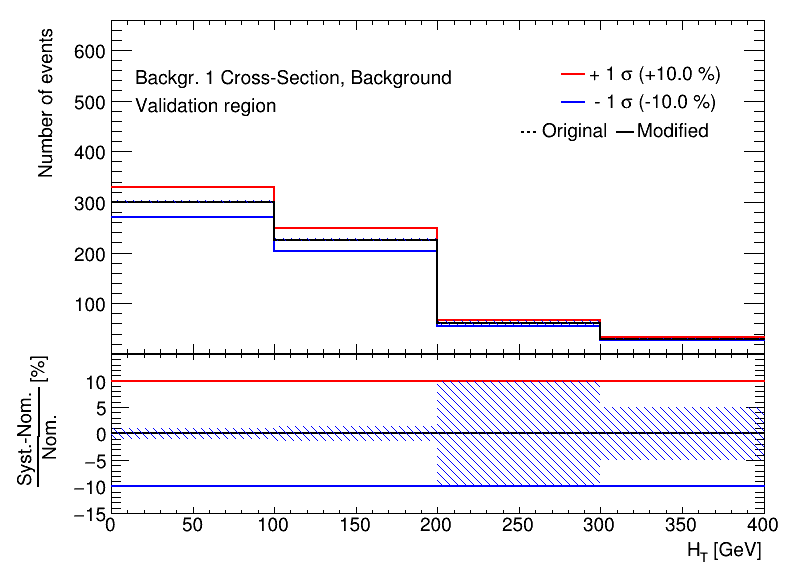 Number of events
600
500
400
300
200
100
Backgr. 1 Cross-Section, Background
Validation region
+ 1 σ (+10.0 %)
- 1 σ (-10.0 %)
Original Modified
Syst.-Nom.
Nom.
[%]
10
5
0
−5
−10
−15
0 50 100 150 200 250 300 350 400
H_T [GeV]